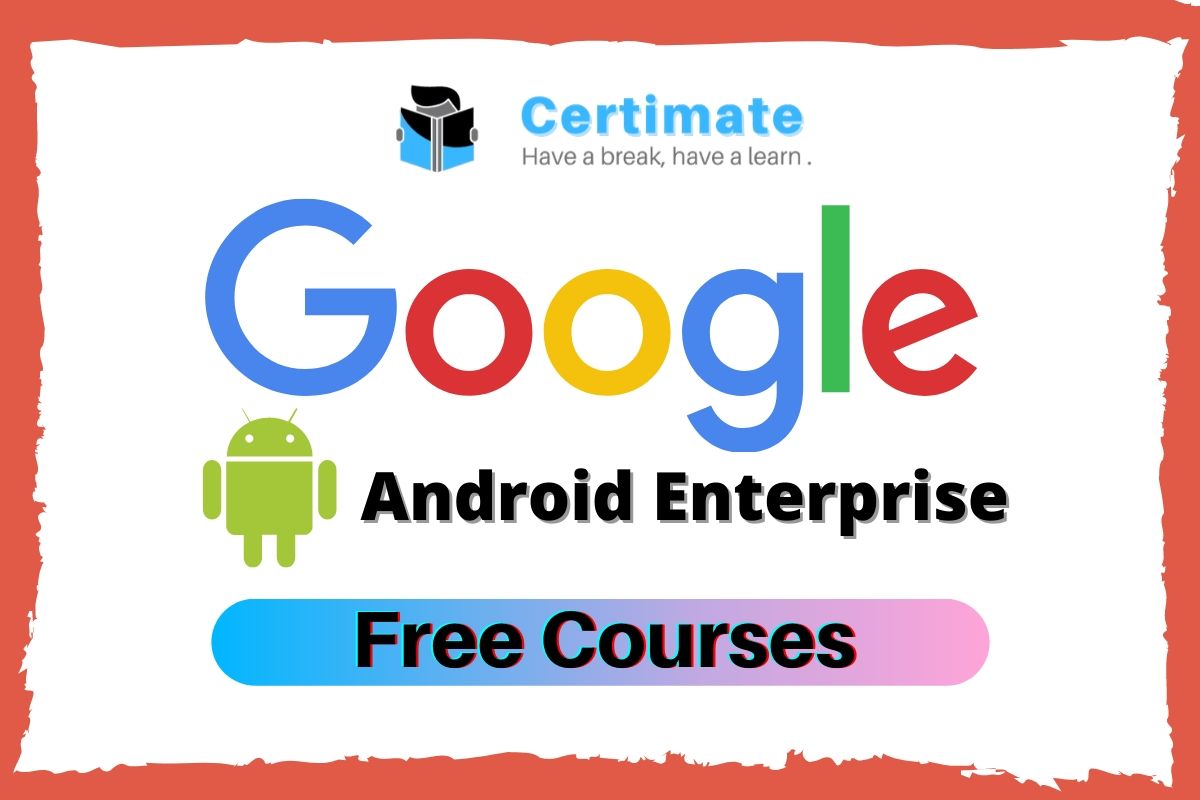 Certimate
Have a break, have a learn .
Google
Android Enterprise
Free Courses